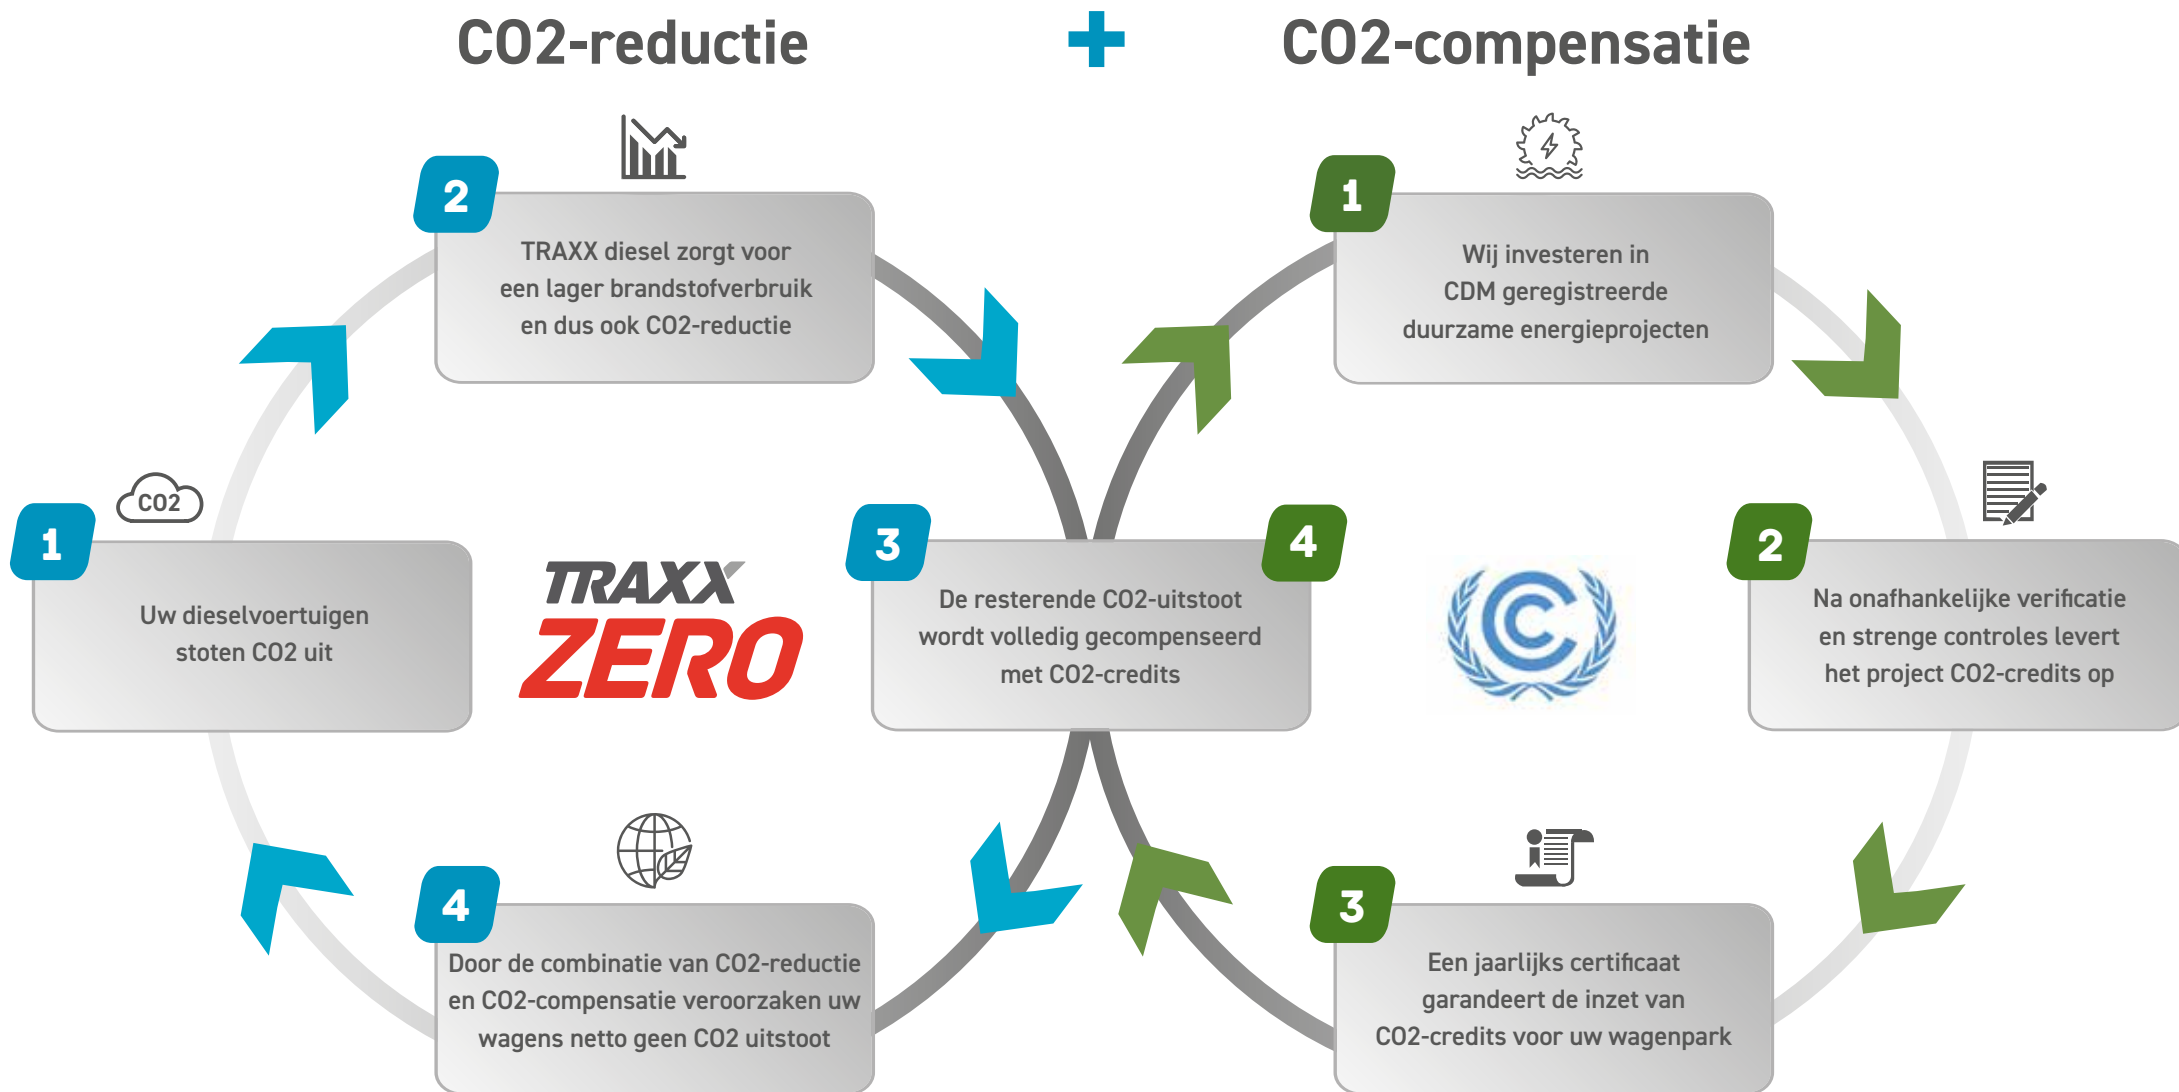 CO2-reductie
+
CO2-compensatie
2
TRAXX diesel zorgt voor
een lager brandstofverbruik
en dus ook CO2-reductie
1
Wij investeren in
CDM geregistreerde
duurzame energieprojecten
CO2
1
Uw dieselvoertuigen
stoten CO2 uit
TRAXX
ZERO
3
4
De resterende CO2-uitstoot
wordt volledig gecompenseerd
met CO2-credits
2
Na onafhankelijke verificatie
en strenge controles levert
het project CO2-credits op
4
Door de combinatie van CO2-reductie
en CO2-compensatie veroorzaken uw
wagens netto geen CO2 uitstoot
3
Een jaarlijks certificaat
garandeert de inzet van
CO2-credits voor uw wagenpark